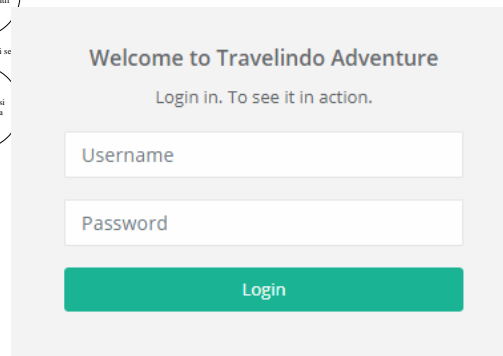 Welcome to Travelindo Adventure
Login in. To see it in action.
Username
Password
Login